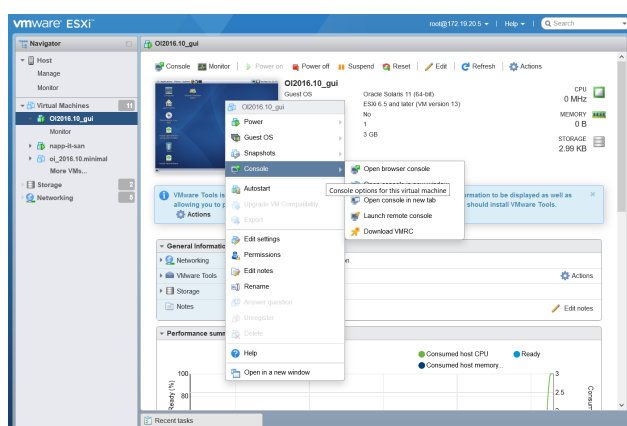 vmware ESXi™
root@172.19.20.5 ▾ | Help ▾ | Search
Navigator
OI2016.10_gui
Host
Manage
Monitor
Virtual Machines 11
OI2016.10_gui
Monitor
napp-it-san
oi_2016.10.minimal
More VMs...
Storage 2
Networking 5
Console Monitor | Power on Power off Suspend Reset | Edit | Refresh | Actions
OI2016.10_gui
Guest OS Oracle Solaris 11 (64-bit)
ESXi 6.5 and later (VM version 13)
No
1
3 GB
CPU
0 MHz
MEMORY
0 B
STORAGE
2.99 KB
OI2016.10_gui
Power
Guest OS
Snapshots
Console
Autostart
Upgrade VM Compatibility
Export
Edit settings
Permissions
Edit notes
Rename
Answer question
Unregister
Delete
Help
Open in a new window
Open browser console
Console options for this virtual machine
Open console in new tab
Launch remote console
Download VMRC
VMware Tools is
allowing you to p
Actions
ormation to be displayed as well as
should install VMware Tools.
General Informatio
Networking
VMware Tools Actions
Storage
Notes Edit notes
Performance summ
Consumed host CPU Ready
Consumed host memory...
100
80
Ready (%)
3
2.5
Consum
Recent tasks